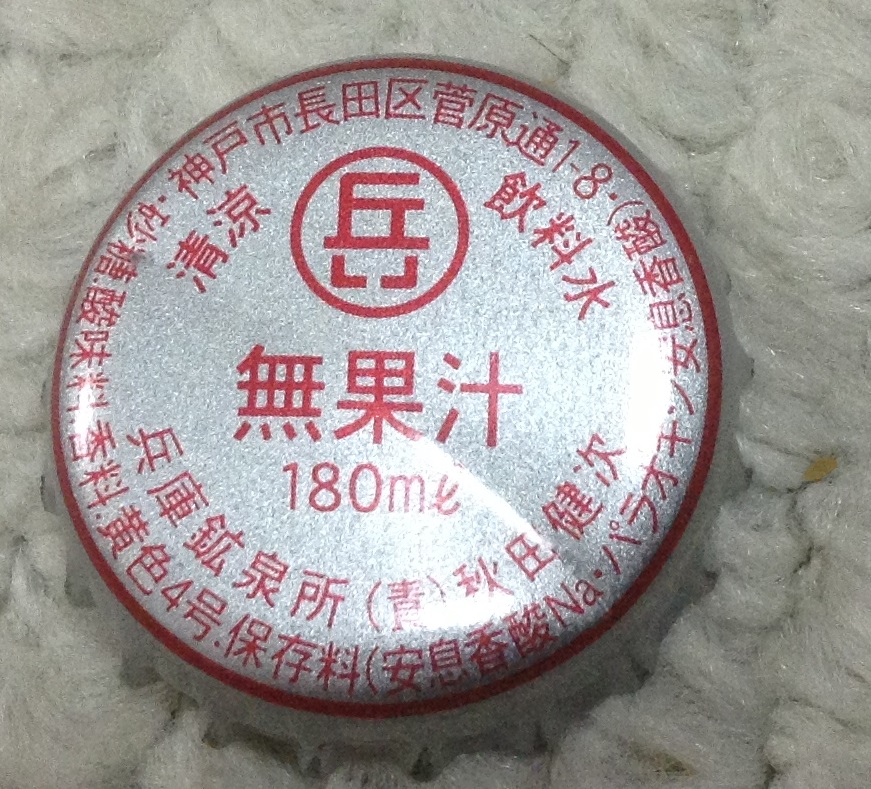 神戸市長田区菅原通1-8・
清涼 飲料水
兵
無果汁
180mℓ
兵庫鉱泉所(責)秋田健次
砂糖・酸味料・香料・黄色4号・保存料(安息香酸Na・パラオキシ安息香酸